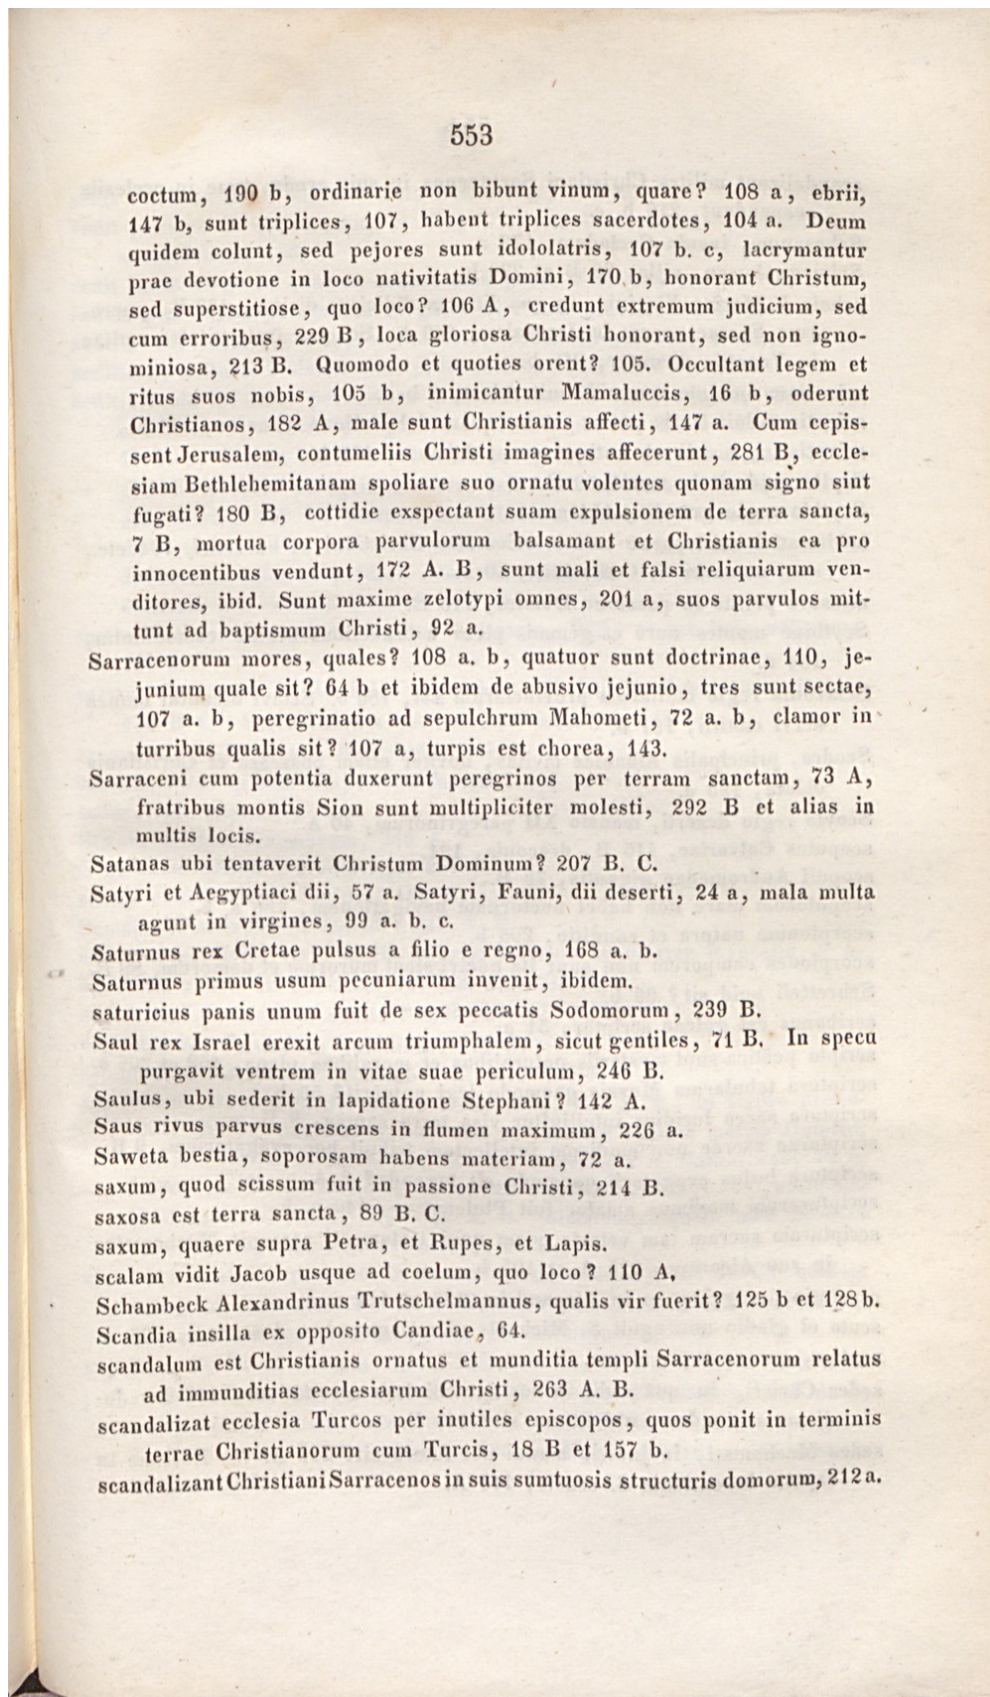 553
coctum, 190 b, ordinarie non bibunt vinum, quare? 108 a, ebrii,
147 b, sunt triplices, 107, habent triplices sacerdotes, 104 a. Deum
quidem colunt, sed pejores sunt idololatris, 107 b. c, lacrymantur
prae devotione in loco nativitatis Domini, 170 b, honorant Christum,
sed superstitiose, quo loco? 106 A, credunt extremum judicium, sed
cum erroribus, 229 B, loca gloriosa Christi honorant, sed non igno-
miniosa, 213 B. Quomodo et quoties orent? 105. Occultant legem et
ritus suos nobis, 105 b, inimicantur Mamaluccis, 16 b, oderunt
Christianos, 182 A, male sunt Christianis affecti, 147 a. Cum cepis-
sent Jerusalem, contumeliis Christi imagines affecerunt, 281 B, eccle-
siam Bethlehemitanam spoliare suo ornatu volentes quonam signo sint
fugati? 180 B, cottidie exspectant suam expulsionem de terra sancta,
7 B, mortua corpora parvulorum balsamant et Christianis ea pro
innocentibus vendunt, 172 A. B, sunt mali et falsi reliquiarum ven-
ditores, ibid. Sunt maxime zelotypi omnes, 201 a, suos parvulos mit-
tunt ad baptismum Christi, 92 a.
Sarracenorum mores, quales? 108 a. b, quatuor sunt doctrinae, 110, je-
junium quale sit? 64 b et ibidem de abusivo jejunio, tres sunt sectae,
107 a. b, peregrinatio ad sepulchrum Mahometi, 72 a. b, clamor in
turribus qualis sit? 107 a, turpis est chorea, 143.
Sarraceni cum potentia duxerunt peregrinos per terram sanctam, 73 A,
fratribus montis Sion sunt multipliciter molesti, 292 B et alias in
multis locis.
Satanas ubi tentaverit Christum Dominum? 207 B. C.
Satyri et Aegyptiaci dii, 57 a. Satyri, Fauni, dii deserti, 24 a, mala multa
agunt in virgines, 99 a. b. c.
Saturnus rex Cretae pulsus a filio e regno, 168 a. b.
Saturnus primus usum pecuniarum invenit, ibidem.
saturicius panis unum fuit de sex peccatis Sodomorum, 239 B.
Saul rex Israel erexit arcum triumphalem, sicut gentiles, 71 B. In specu
purgavit ventrem in vitae suae periculum, 246 B.
Saulus, ubi sederit in lapidatione Stephani? 142 A.
Saus rivus parvus crescens in flumen maximum, 226 a.
Saweta bestia, soporosam habens materiam, 72 a.
saxum, quod scissum fuit in passione Christi, 214 B.
saxosa est terra sancta, 89 B. C.
saxum, quaere supra Petra, et Rupes, et Lapis.
scalam vidit Jacob usque ad coelum, quo loco? 110 A,
Schambeck Alexandrinus Trutschelmannus, qualis vir fuerit? 125 b et 128 b.
Scandia insilla ex opposito Candiae, 64.
scandalum est Christianis ornatus et munditia templi Sarracenorum relatus
ad immunditias ecclesiarum Christi, 263 A. B.
scandalizat ecclesia Turcos per inutiles episcopos, quos ponit in terminis
terrae Christianorum cum Turcis, 18 B et 157 b.
scandalizant Christiani Sarracenos in suis sumtuosis structuris domorum, 212 a.